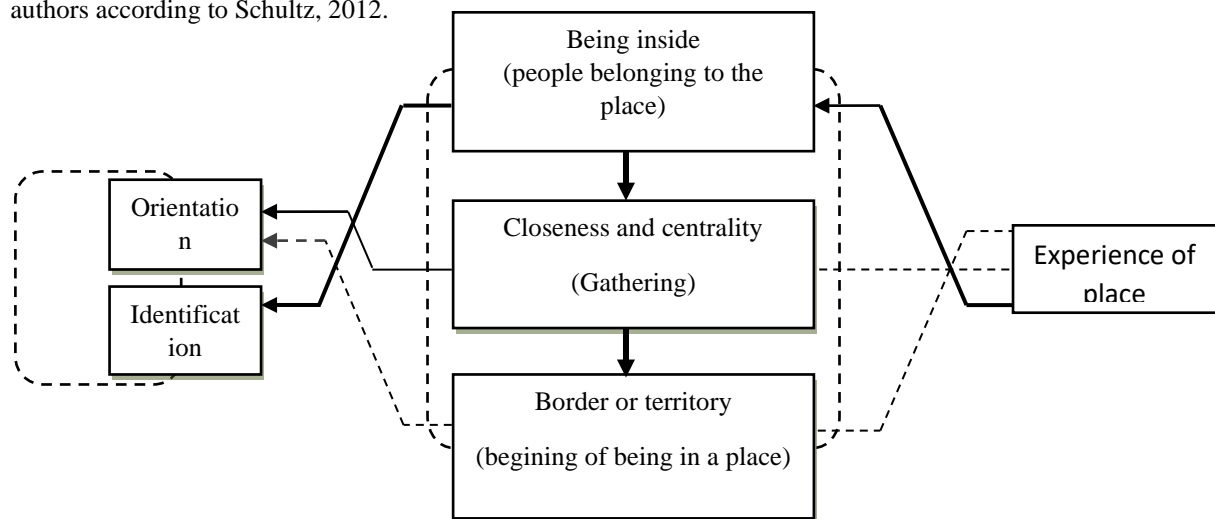 authors according to Schultz, 2012.
Being inside
(people belonging to the
place)
Orientatio
n
Identificat
ion
Closeness and centrality
(Gathering)
Experience of
place
Border or territory
(begining of being in a place)